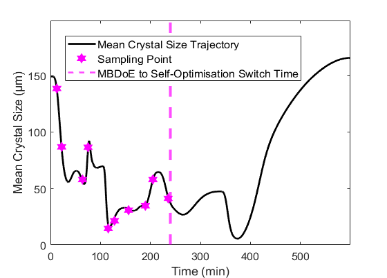 Mean Crystal Size Trajectory
Sampling Point
MBDoE to Self-Optimisation Switch Time
Mean Crystal Size (μm)
150
100
50
0
0 100 200 300 400 500
Time (min)